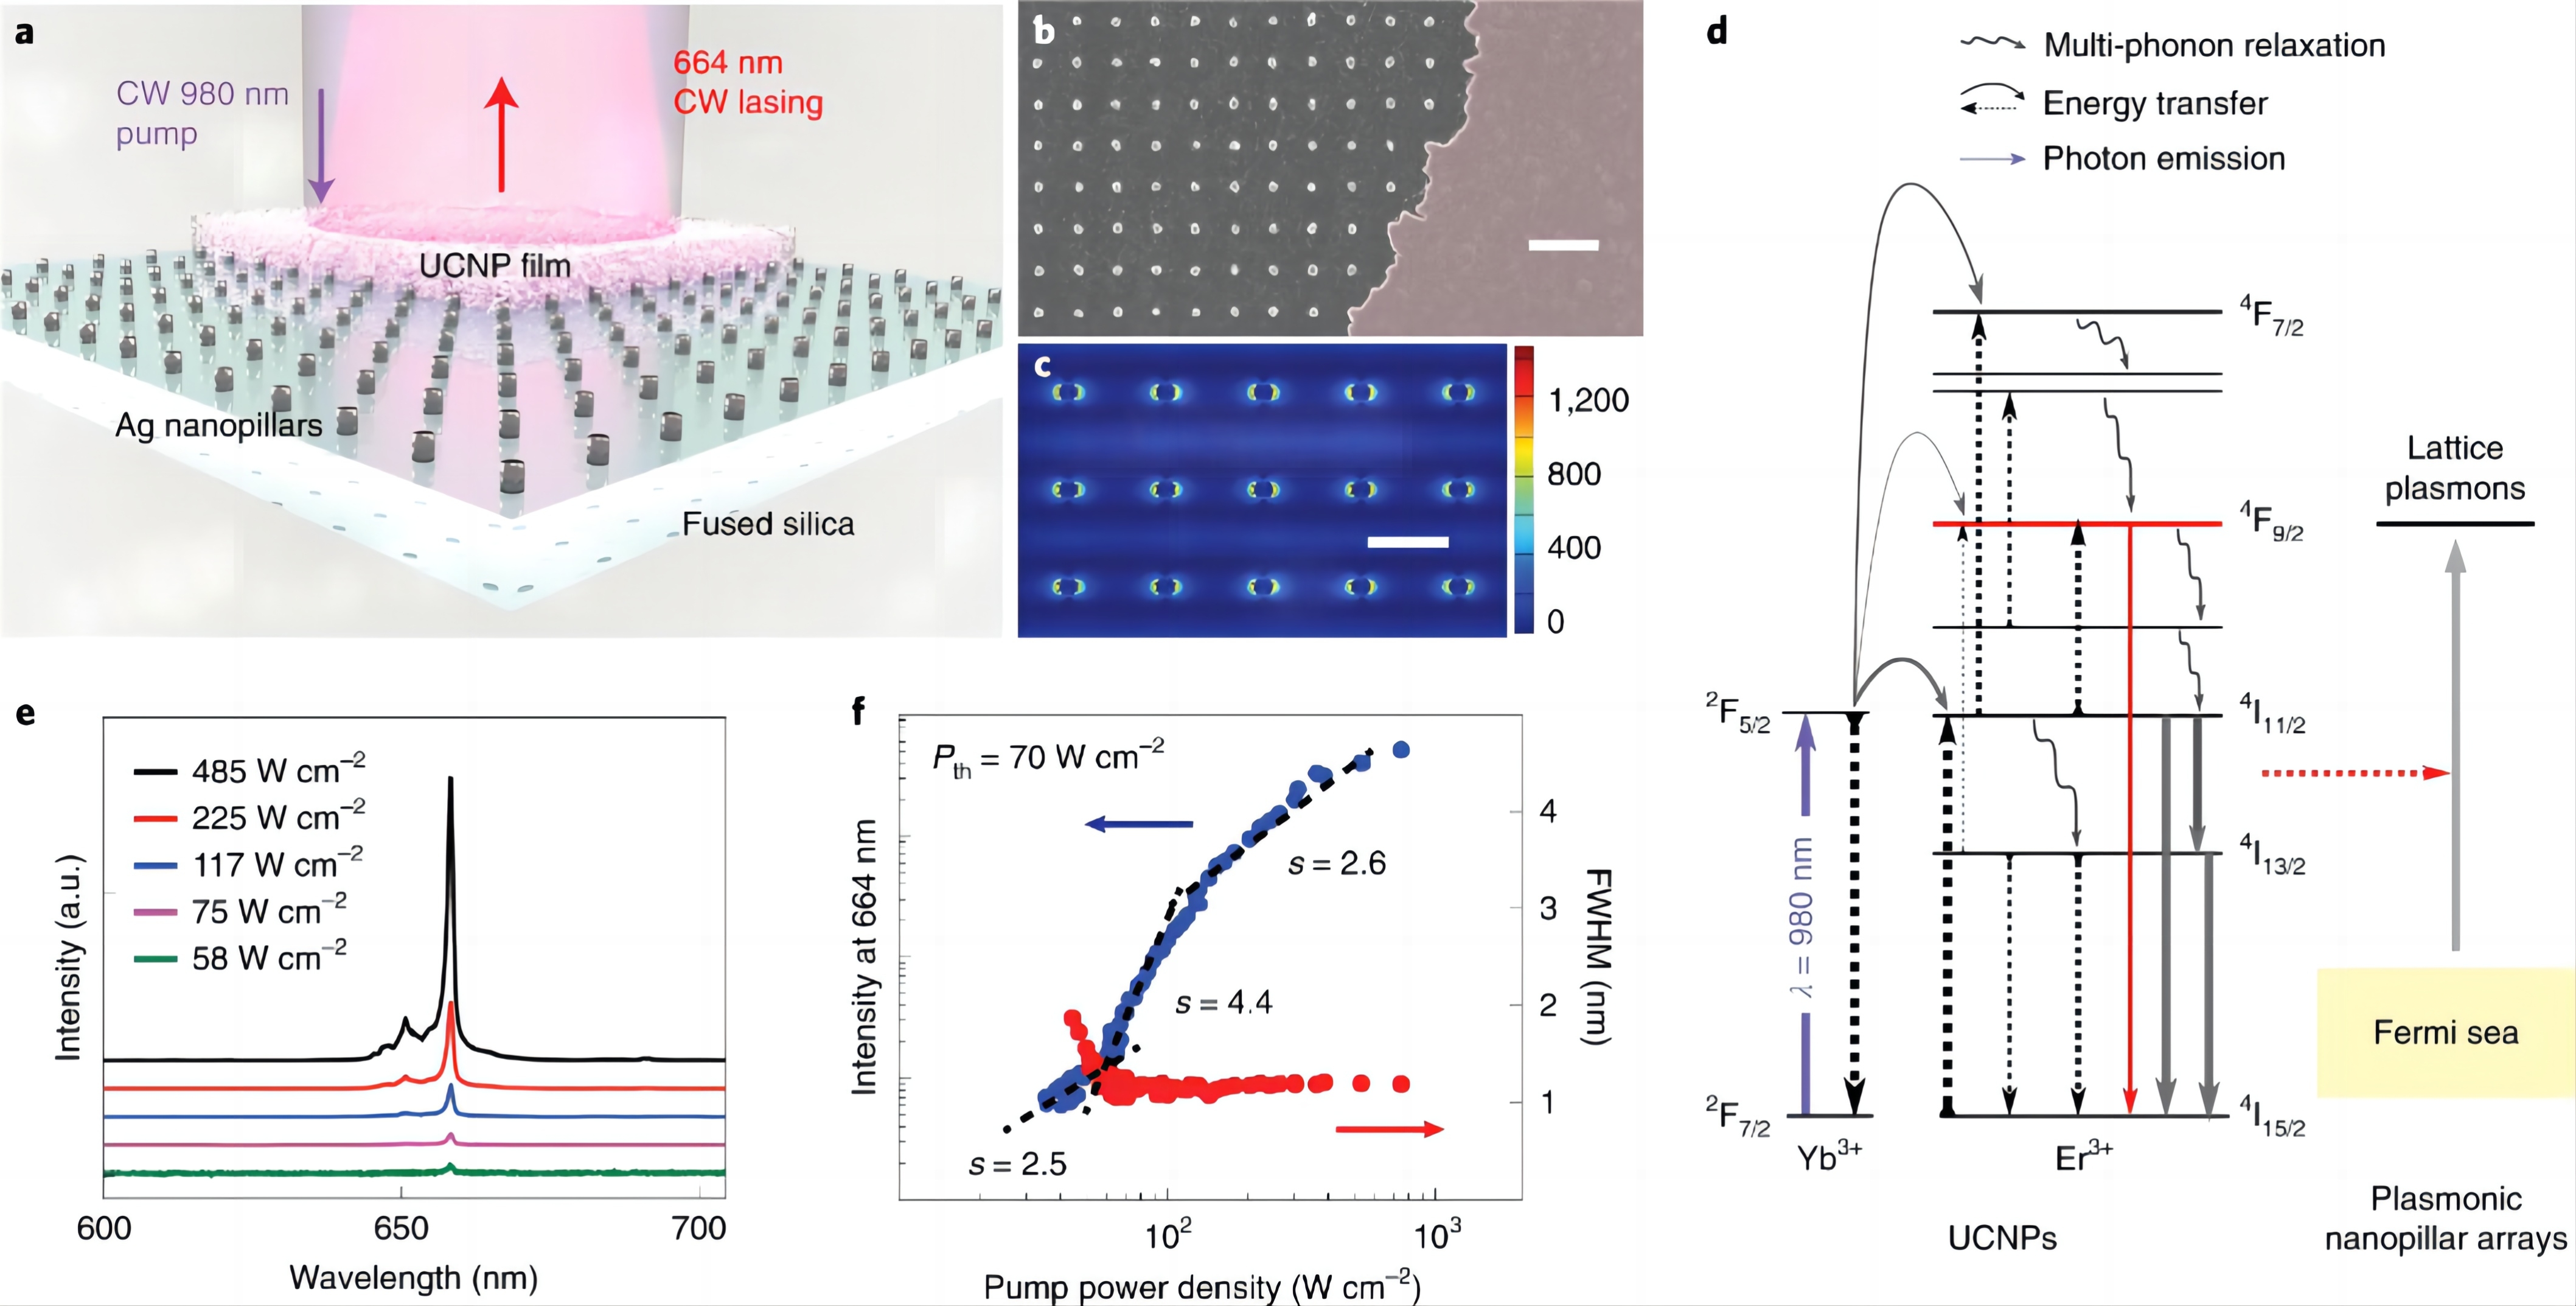 a
CW 980 nm
pump
664 nm
CW lasing
UCNP film
Ag nanopillars
Fused silica
b
c
1,200
800
400
0
d
Multi-phonon relaxation
Energy transfer
Photon emission
⁴F₇/₂
⁴F₉/₂
Lattice
plasmons
²F₅/₂
⁴I₁₁/₂
λ = 980 nm
⁴I₁₃/₂
Fermi sea
²F₇/₂
⁴I₁₅/₂
Yb³⁺
Er³⁺
UCNPs
Plasmonic
nanopillar arrays
e
485 W cm⁻²
225 W cm⁻²
117 W cm⁻²
75 W cm⁻²
58 W cm⁻²
Intensity (a.u.)
600
650
700
Wavelength (nm)
f
Pth = 70 W cm⁻²
s = 2.6
s = 4.4
s = 2.5
Intensity at 664 nm
4
3
2
1
FWHM (nm)
10²
10³
Pump power density (W cm⁻²)